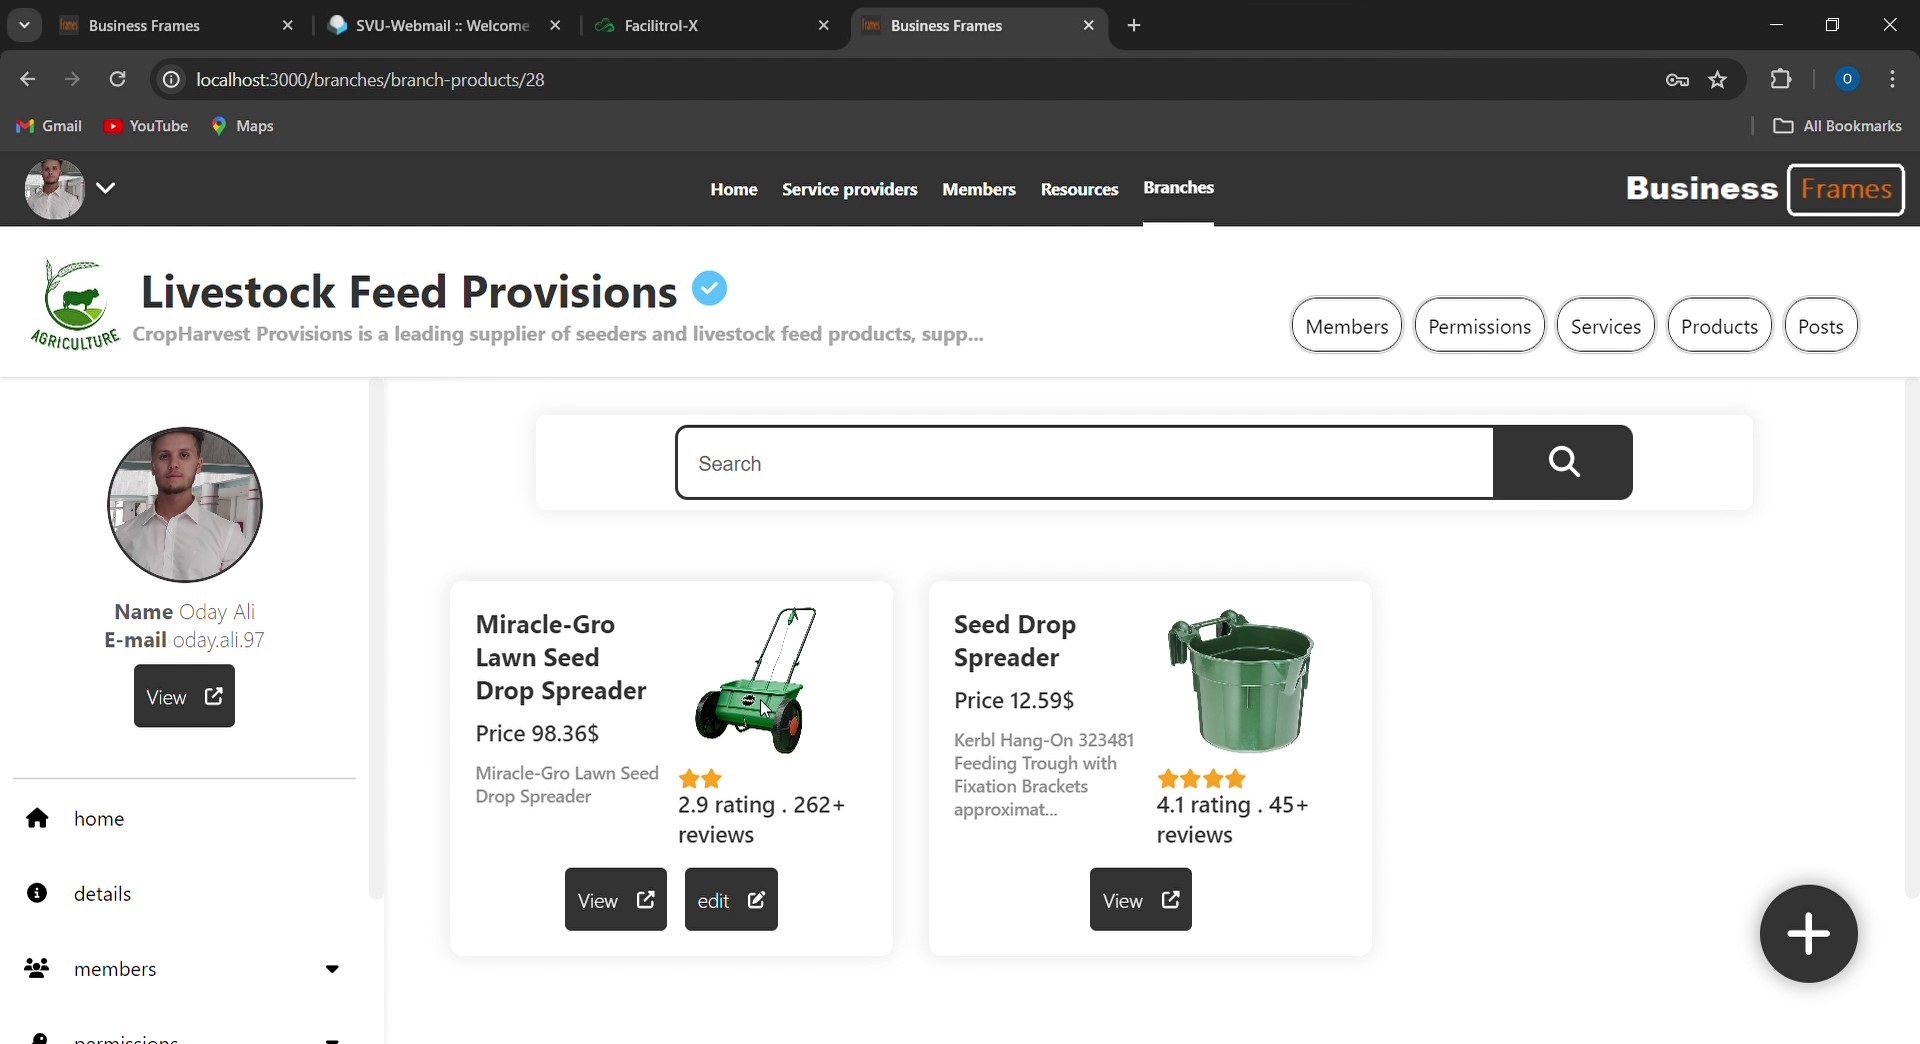 Business Frames
SVU-Webmail :: Welcome
Facilitrol-X
Business Frames
localhost:3000/branches/branch-products/28
O
Gmail
YouTube
Maps
All Bookmarks
Home
Service providers
Members
Resources
Branches
Business Frames
AGRICULTURE
Livestock Feed Provisions
CropHarvest Provisions is a leading supplier of seeders and livestock feed products, supp...
Members
Permissions
Services
Products
Posts
Name Oday Ali
E-mail oday.ali.97
View
home
details
members
permissions
Search
Miracle-Gro
Lawn Seed
Drop Spreader
Price 98.36$
Miracle-Gro Lawn Seed
Drop Spreader
2.9 rating . 262+
reviews
View
edit
Seed Drop
Spreader
Price 12.59$
Kerbl Hang-On 323481
Feeding Trough with
Fixation Brackets
approximat...
4.1 rating . 45+
reviews
View